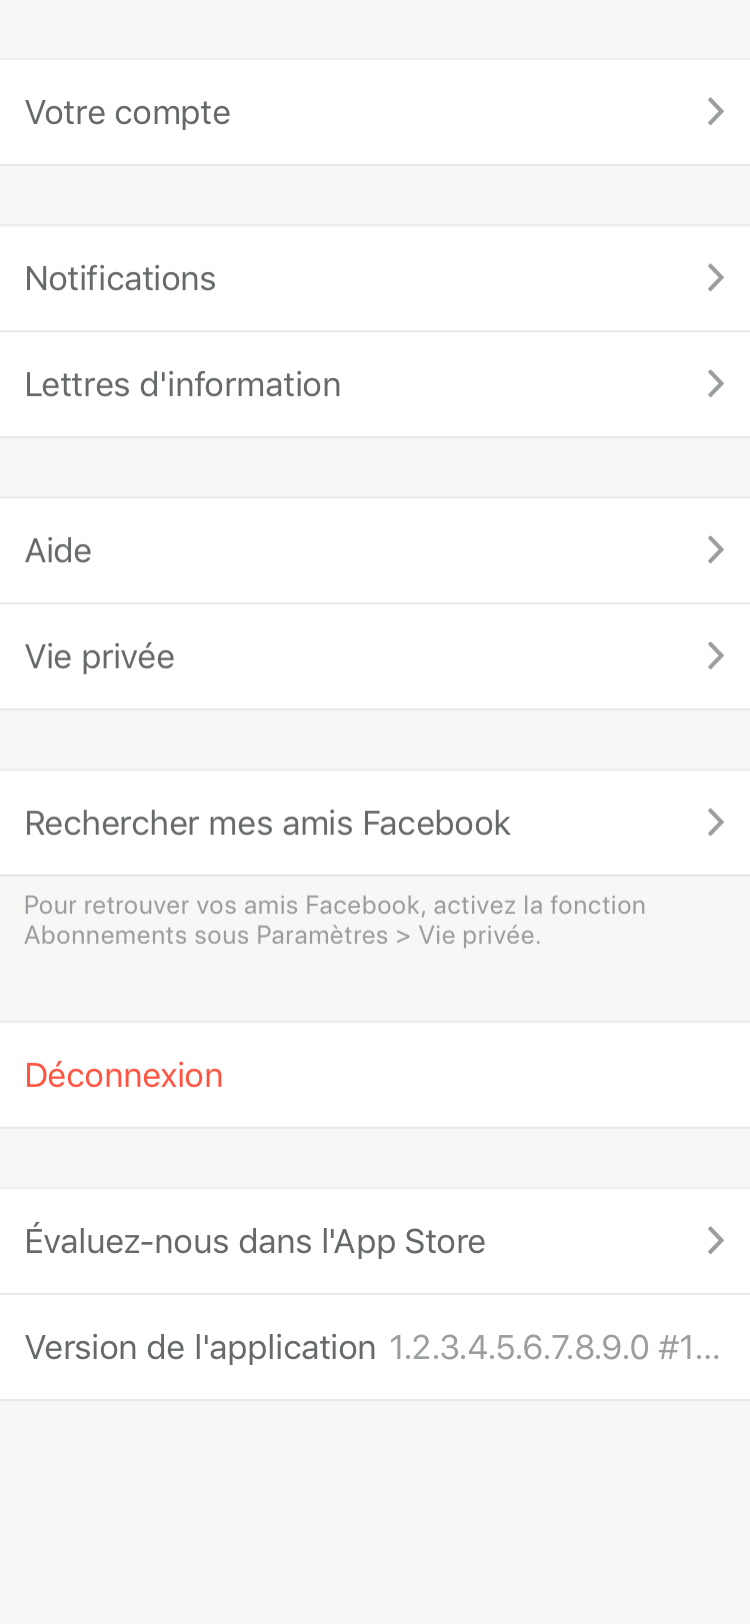 Votre compte
Notifications
Lettres d'information
Aide
Vie privée
Rechercher mes amis Facebook
Pour retrouver vos amis Facebook, activez la fonction
Abonnements sous Paramètres > Vie privée.
Déconnexion
Évaluez-nous dans l'App Store
Version de l'application 1.2.3.4.5.6.7.8.9.0 #1...